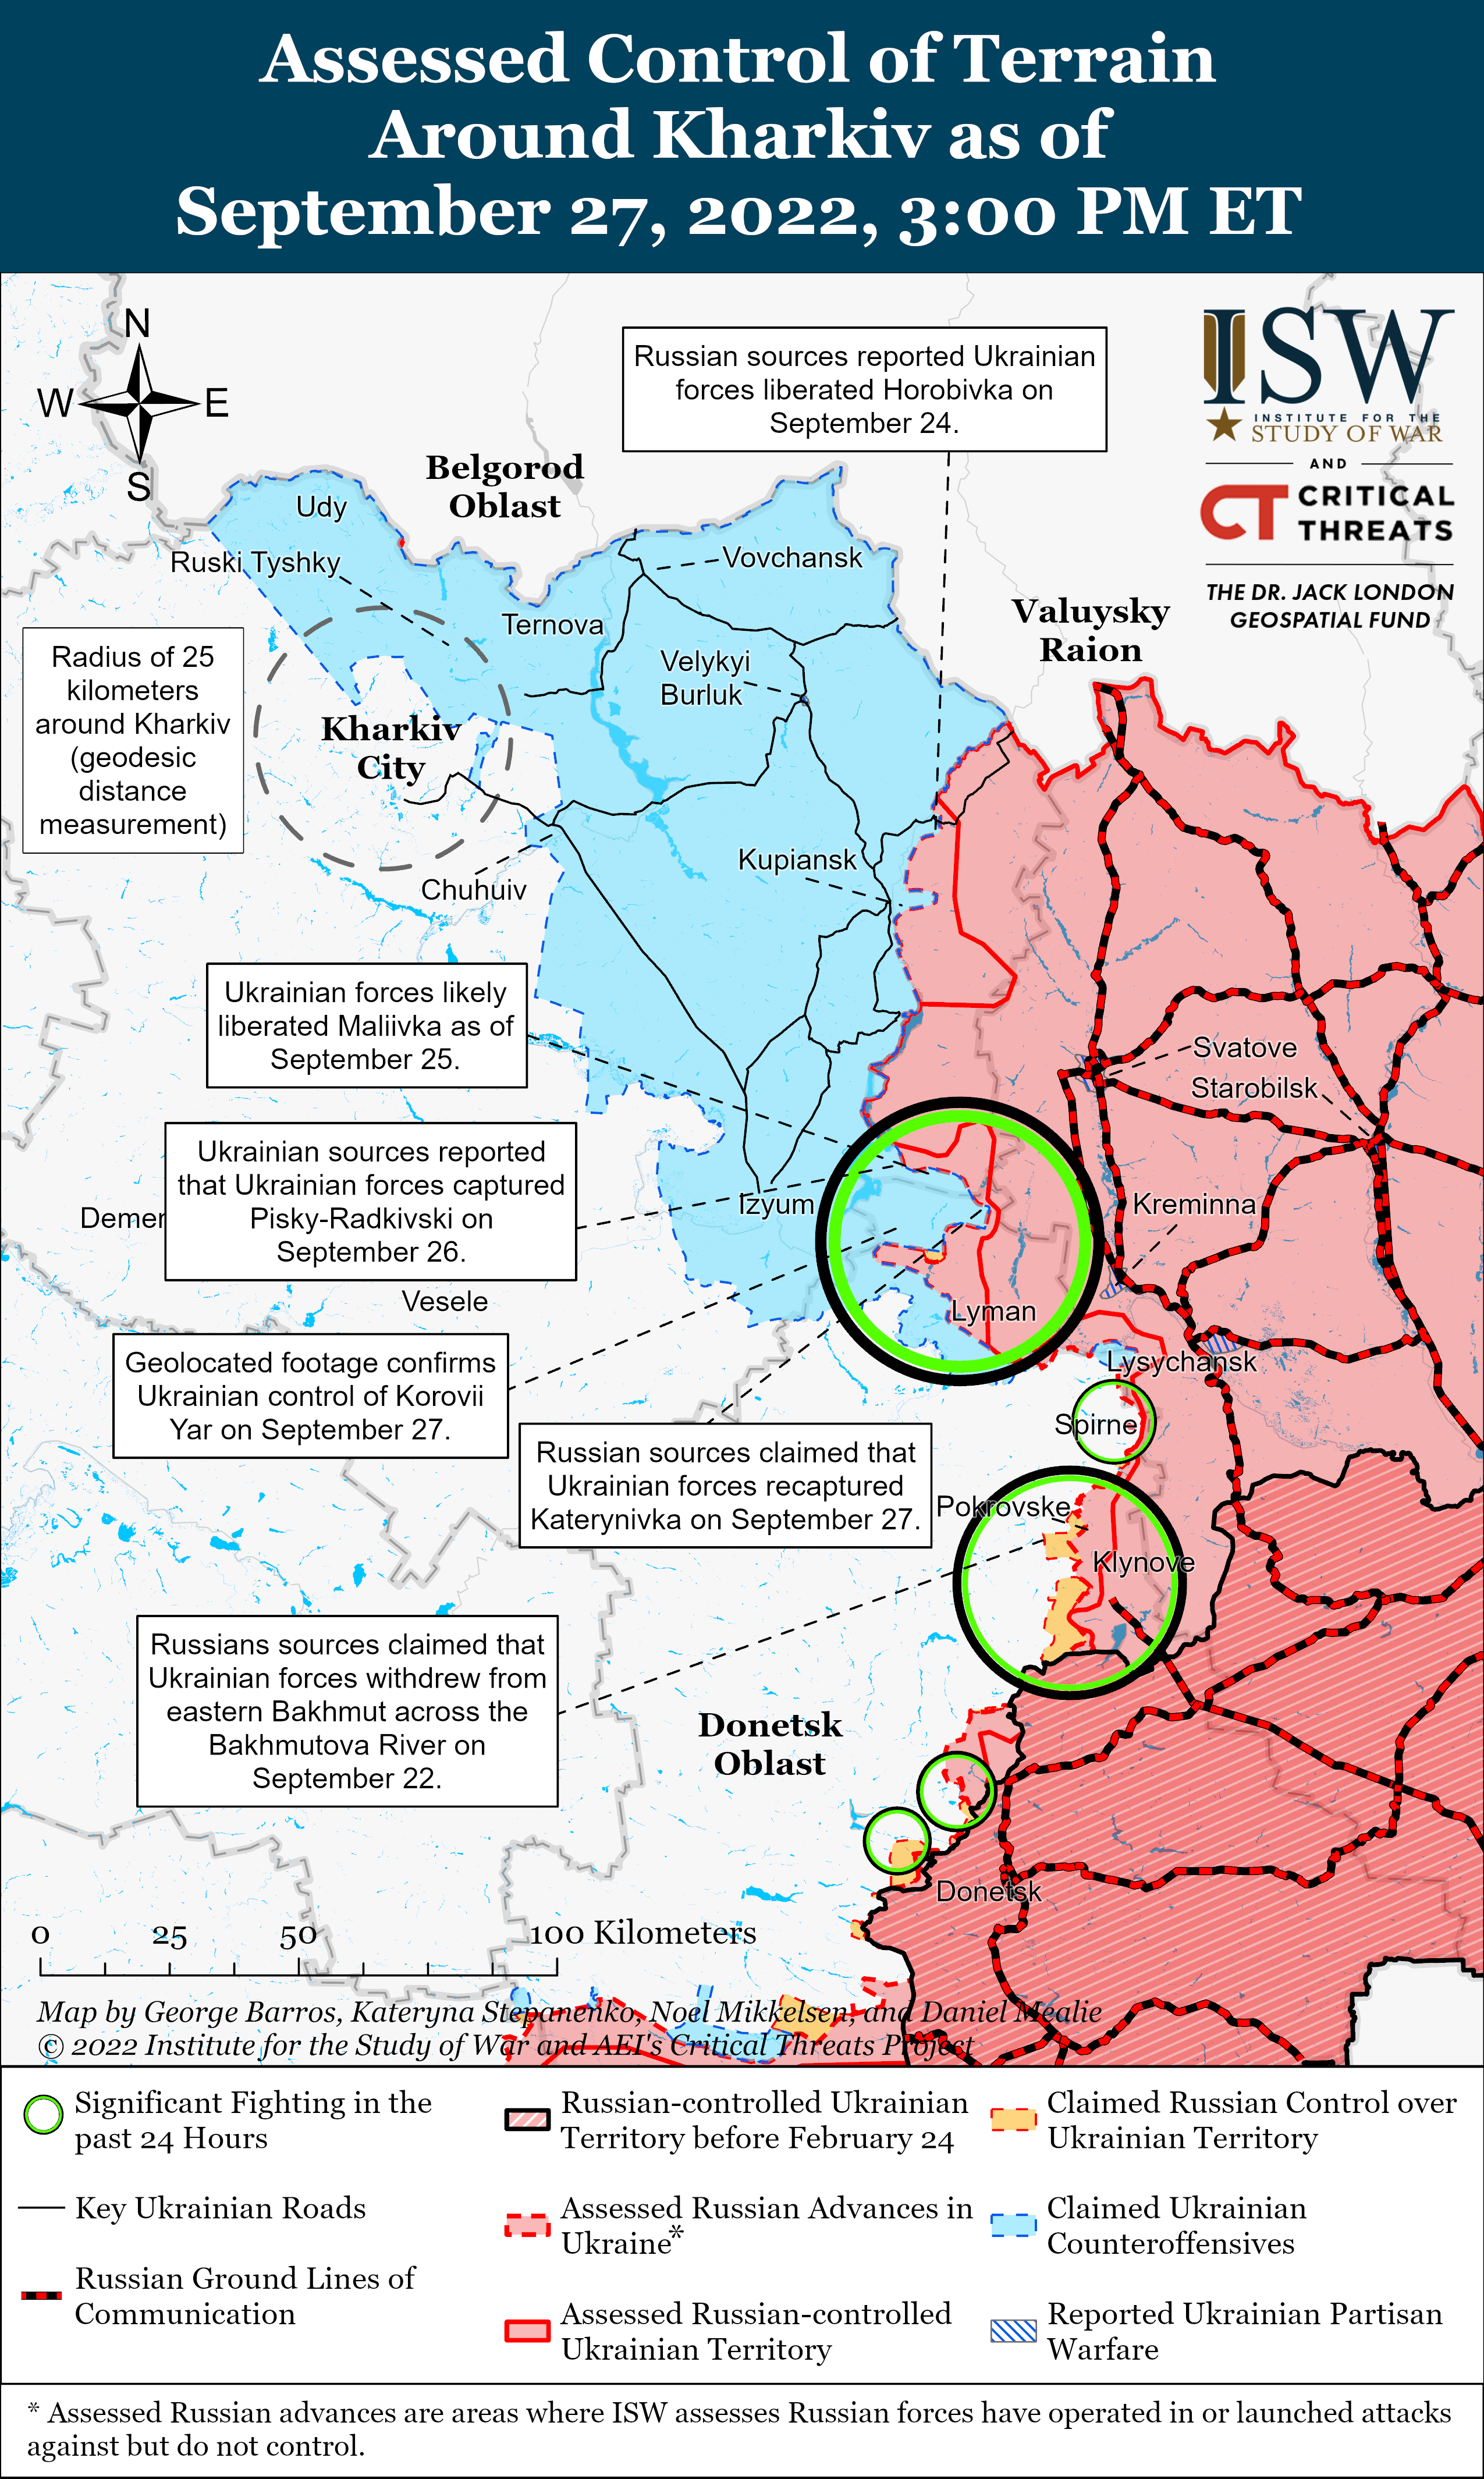 Assessed Control of Terrain
Around Kharkiv as of
September 27, 2022, 3:00 PM ET
N
W
E
S
Russian sources reported Ukrainian
forces liberated Horobivka on
September 24.
ISW
INSTITUTE FOR THE
STUDY OF WAR
AND
CT CRITICAL
THREATS
THE DR. JACK LONDON
GEOSPATIAL FUND
Belgorod
Oblast
Udy
Ruski Tyshky
Vovchansk
Ternova
Valuysky
Raion
Velykyi
Burluk
Radius of 25
kilometers
around Kharkiv
(geodesic
distance
measurement)
Kharkiv
City
Kupiansk
Chuhuiv
Ukrainian forces likely
liberated Maliivka as of
September 25.
Svatove
Starobilsk
Ukrainian sources reported
that Ukrainian forces captured
Pisky-Radkivski on
September 26.
Demer
Izyum
Kreminna
Vesele
Lyman
Geolocated footage confirms
Ukrainian control of Korovii
Yar on September 27.
Lysychansk
Spirne
Russian sources claimed that
Ukrainian forces recaptured
Katerynivka on September 27.
Pokrovske
Klynove
Russians sources claimed that
Ukrainian forces withdrew from
eastern Bakhmut across the
Bakhmutova River on
September 22.
Donetsk
Oblast
Donetsk
0 25 50 100 Kilometers
Map by George Barros, Kateryna Stepanenko, Noel Mikkelsen, and Daniel Mealie
© 2022 Institute for the Study of War and AEI's Critical Threats Project
Significant Fighting in the
past 24 Hours
Key Ukrainian Roads
Russian Ground Lines of
Communication
Russian-controlled Ukrainian
Territory before February 24
Assessed Russian Advances in
Ukraine*
Assessed Russian-controlled
Ukrainian Territory
Claimed Russian Control over
Ukrainian Territory
Claimed Ukrainian
Counteroffensives
Reported Ukrainian Partisan
Warfare
* Assessed Russian advances are areas where ISW assesses Russian forces have operated in or launched attacks
against but do not control.